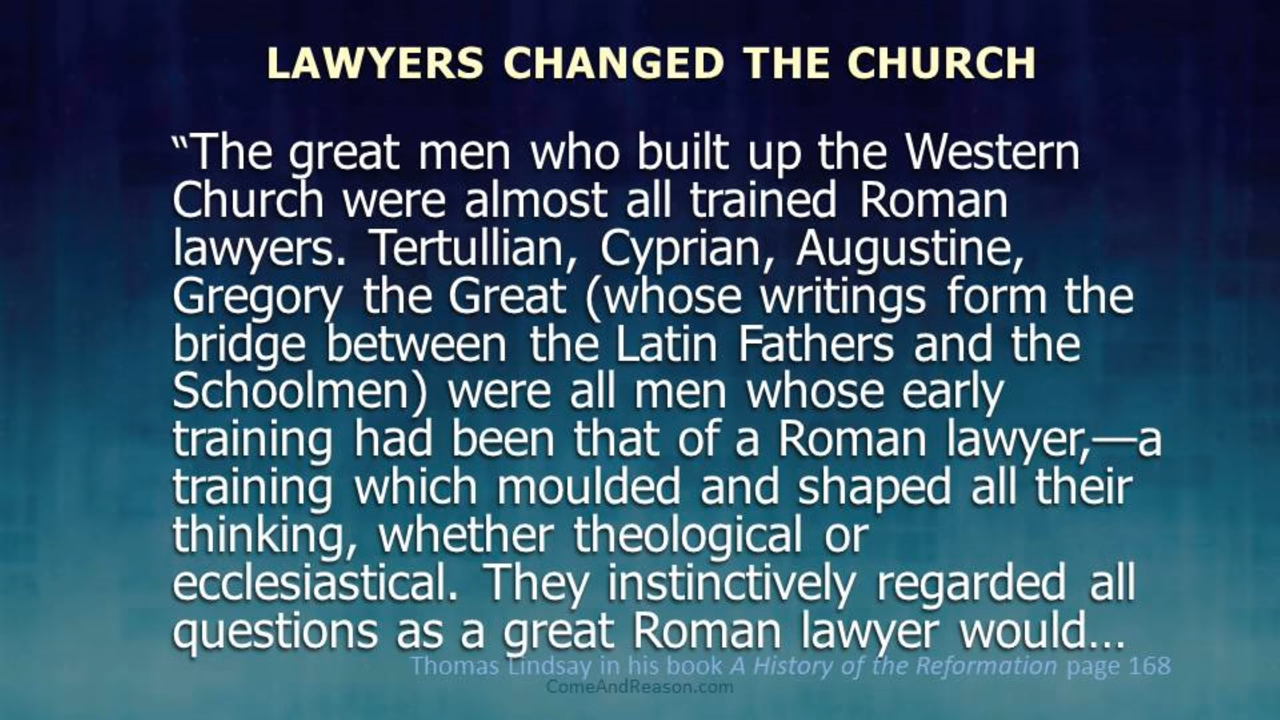 LAWYERS CHANGED THE CHURCH
“The great men who built up the Western
Church were almost all trained Roman
lawyers. Tertullian, Cyprian, Augustine,
Gregory the Great (whose writings form the
bridge between the Latin Fathers and the
Schoolmen) were all men whose early
training had been that of a Roman lawyer,—a
training which moulded and shaped all their
thinking, whether theological or
ecclesiastical. They instinctively regarded all
questions as a great Roman lawyer would...
Thomas Lindsay in his book A History of the Reformation page 168
ComeAndReason.com